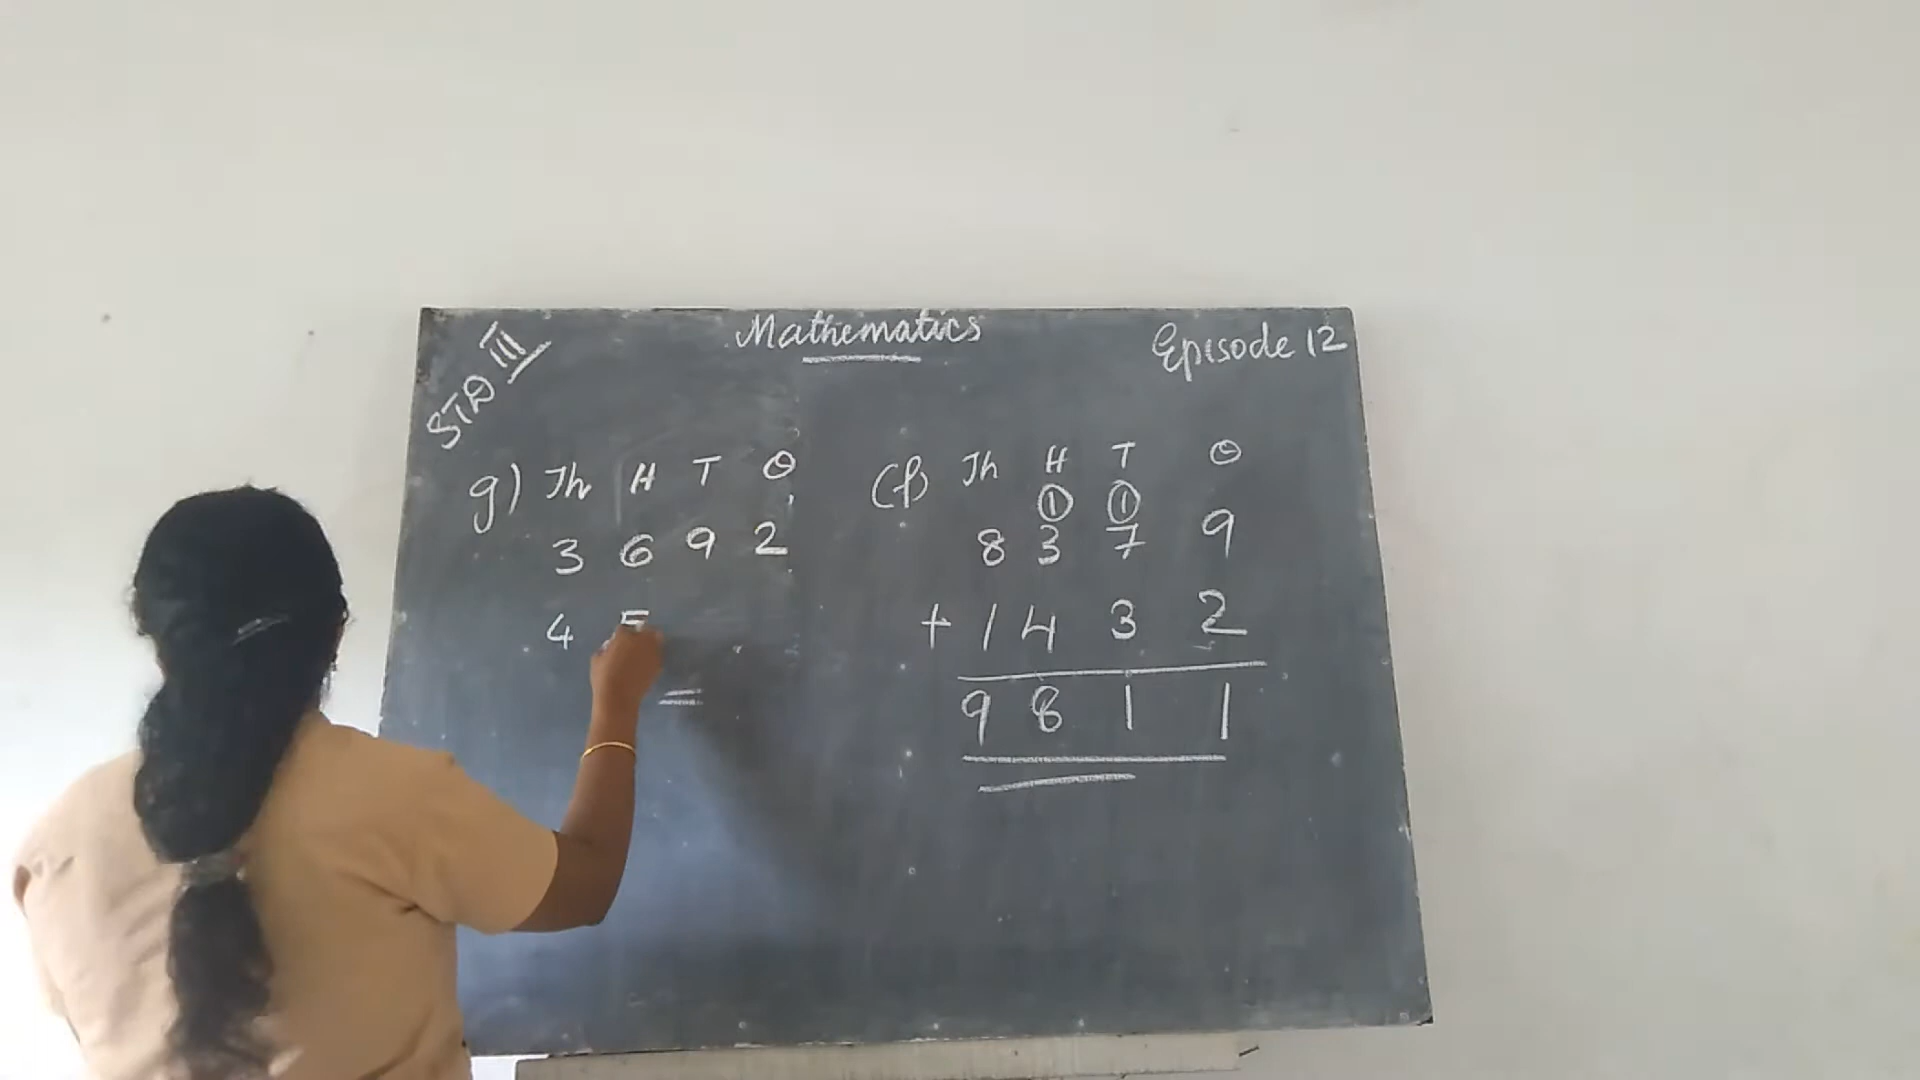 Mathematics
STD III
Episode 12
g) Th H T O
3 6 9 2
4 5
(f) Th H T O
1 1
8 3 7 9
+ 1 4 3 2
9 8 1 1